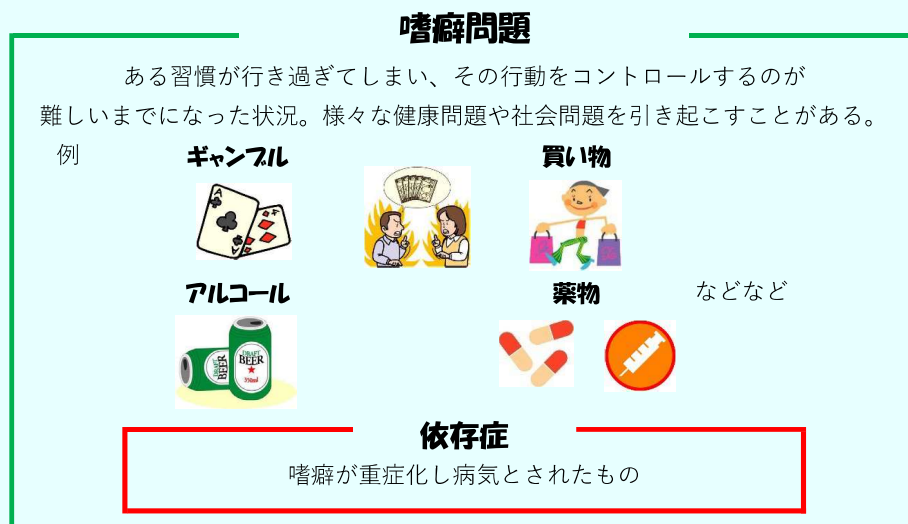 嗜癖問題
ある習慣が行き過ぎてしまい、その行動をコントロールするのが
難しいまでになった状況。様々な健康問題や社会問題を引き起こすことがある。
例
ギャンブル
買い物
A
A
アルコール
薬物
などなど
DRAFT
BEER
DRAFT
BEER
350ml
依存症
嗜癖が重症化し病気とされたもの